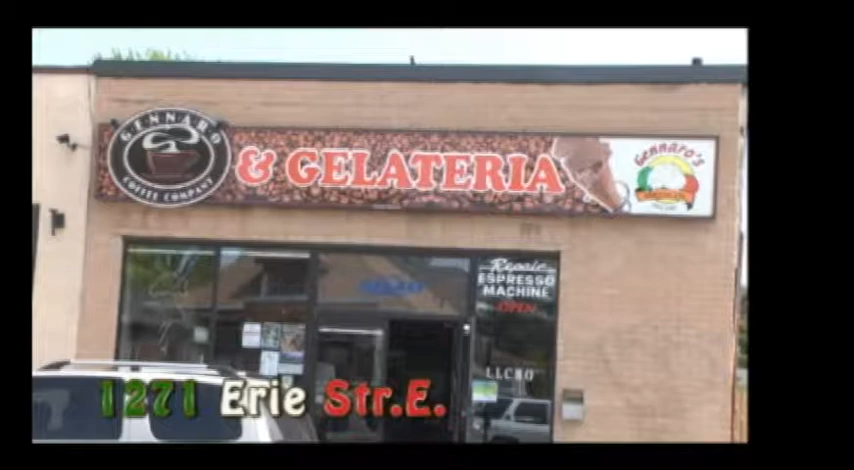 GENNARO
COFFEE COMPANY
& GELATERIA
Gennaro's
Repair
ESPRESSO
MACHINE
OPEN
LLCBO
1271 Erie Str.E.